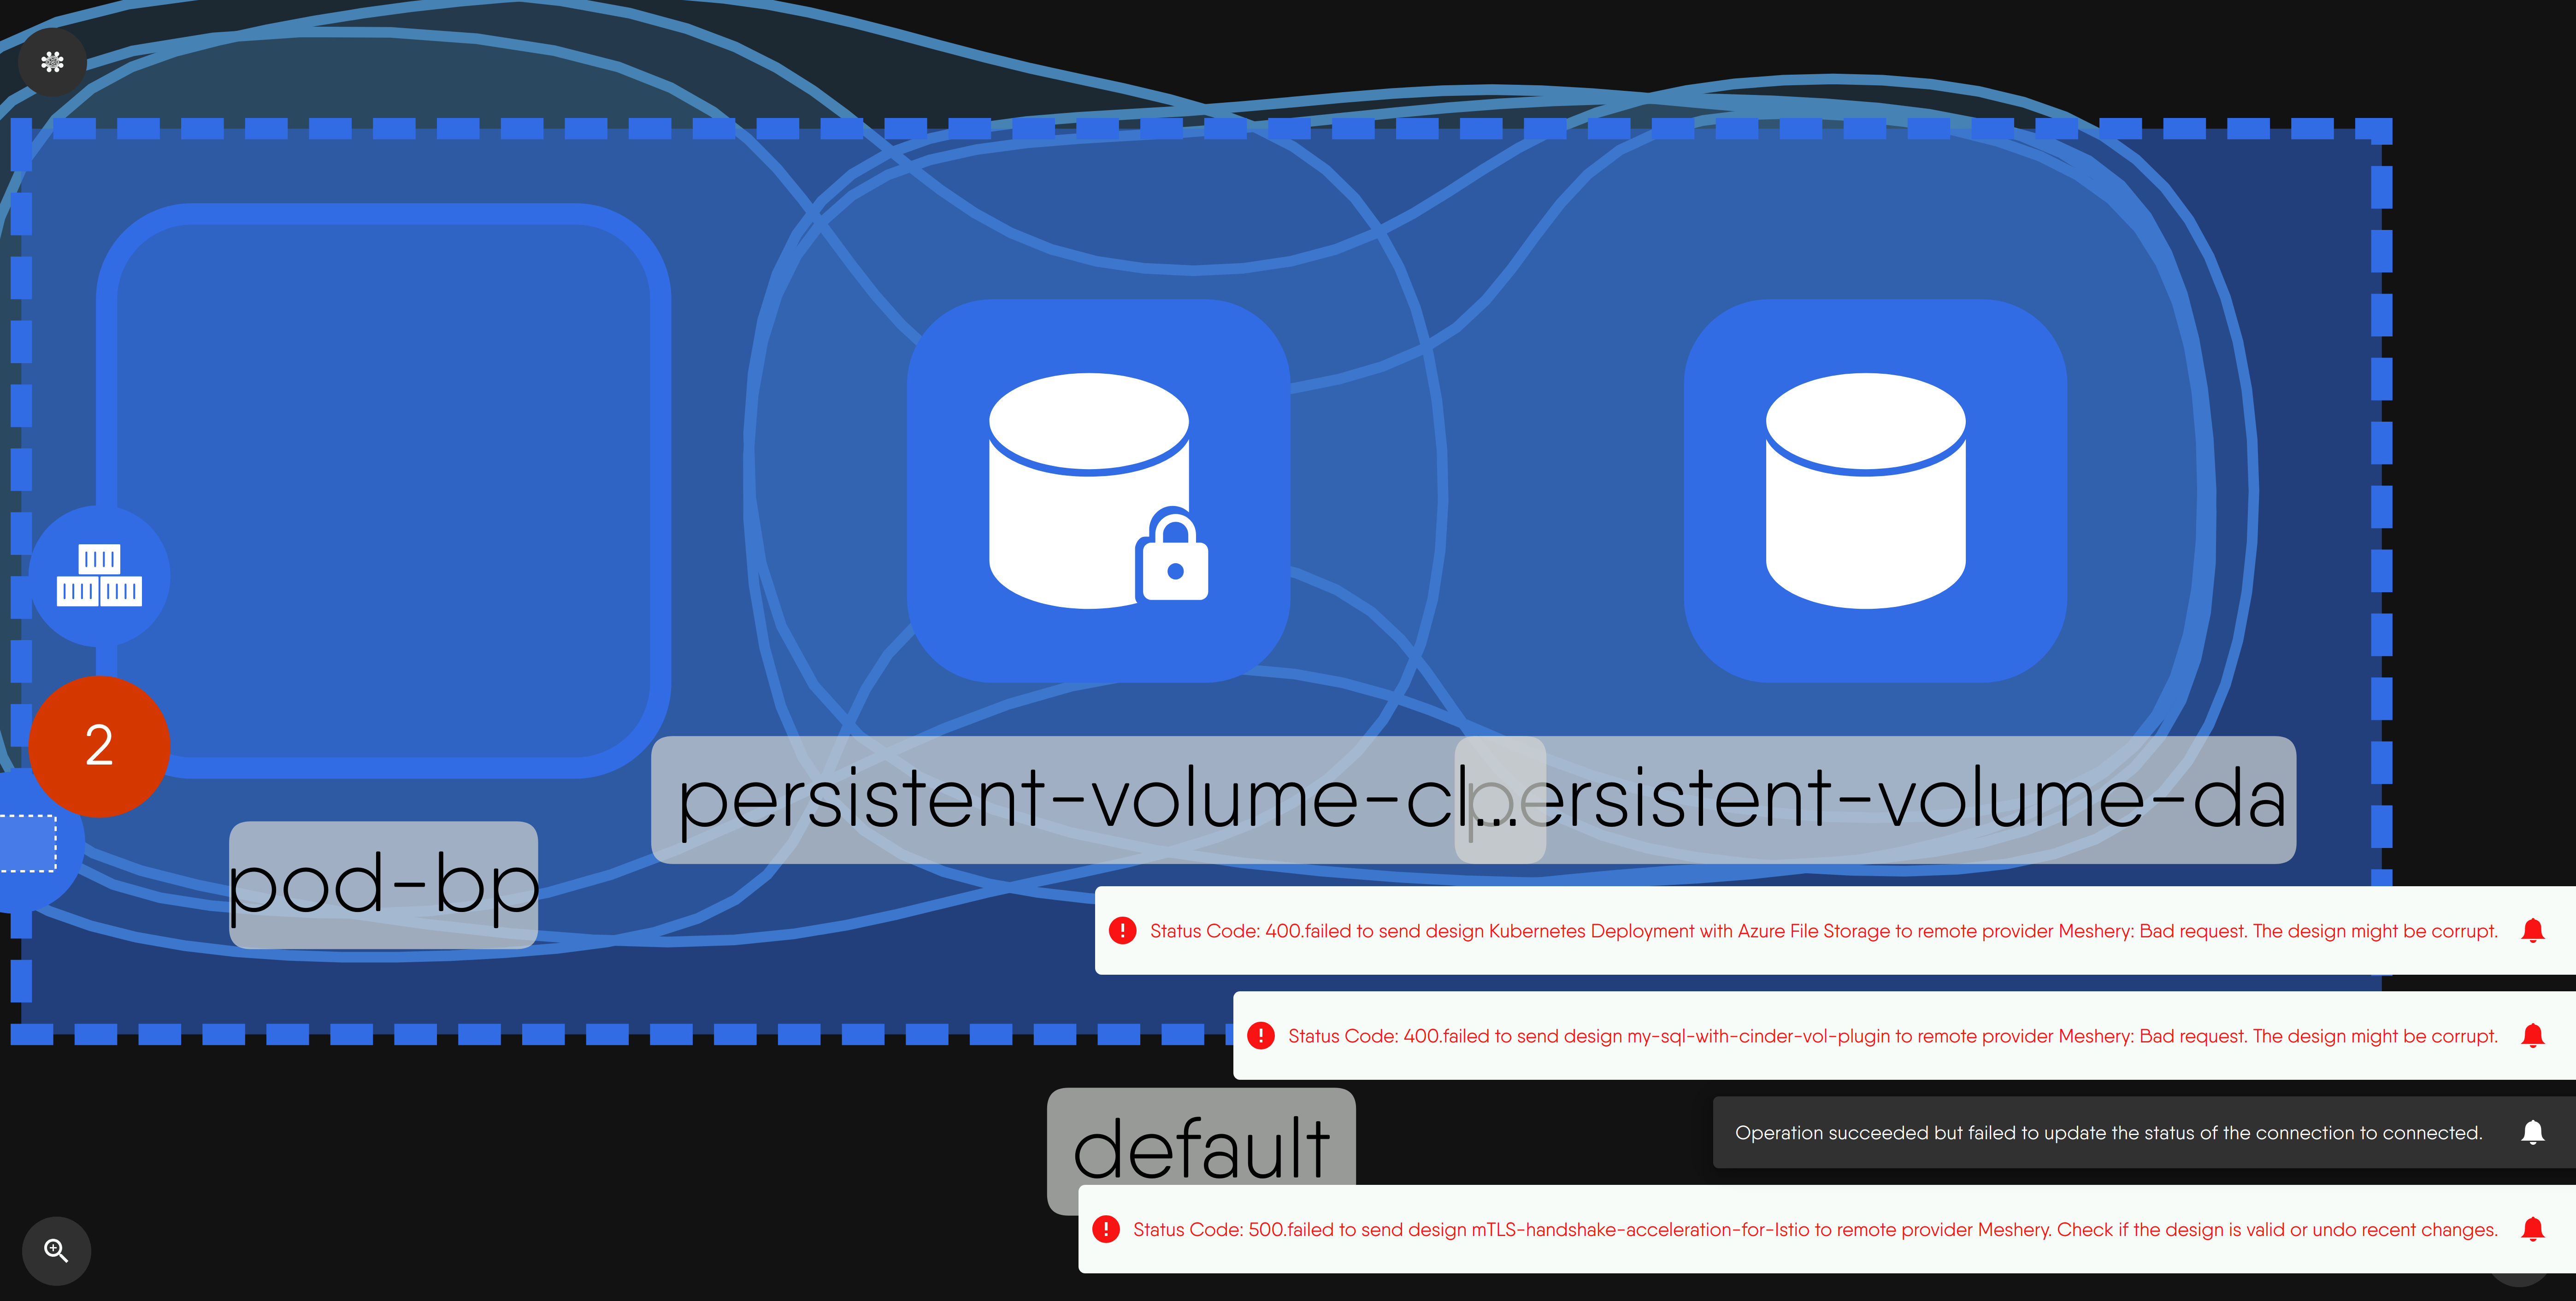 2
persistent-volume-cl...
persistent-volume-da
pod-bp
Status Code: 400.failed to send design Kubernetes Deployment with Azure File Storage to remote provider Meshery: Bad request. The design might be corrupt.
Status Code: 400.failed to send design my-sql-with-cinder-vol-plugin to remote provider Meshery: Bad request. The design might be corrupt.
default
Operation succeeded but failed to update the status of the connection to connected.
Status Code: 500.failed to send design mTLS-handshake-acceleration-for-Istio to remote provider Meshery. Check if the design is valid or undo recent changes.